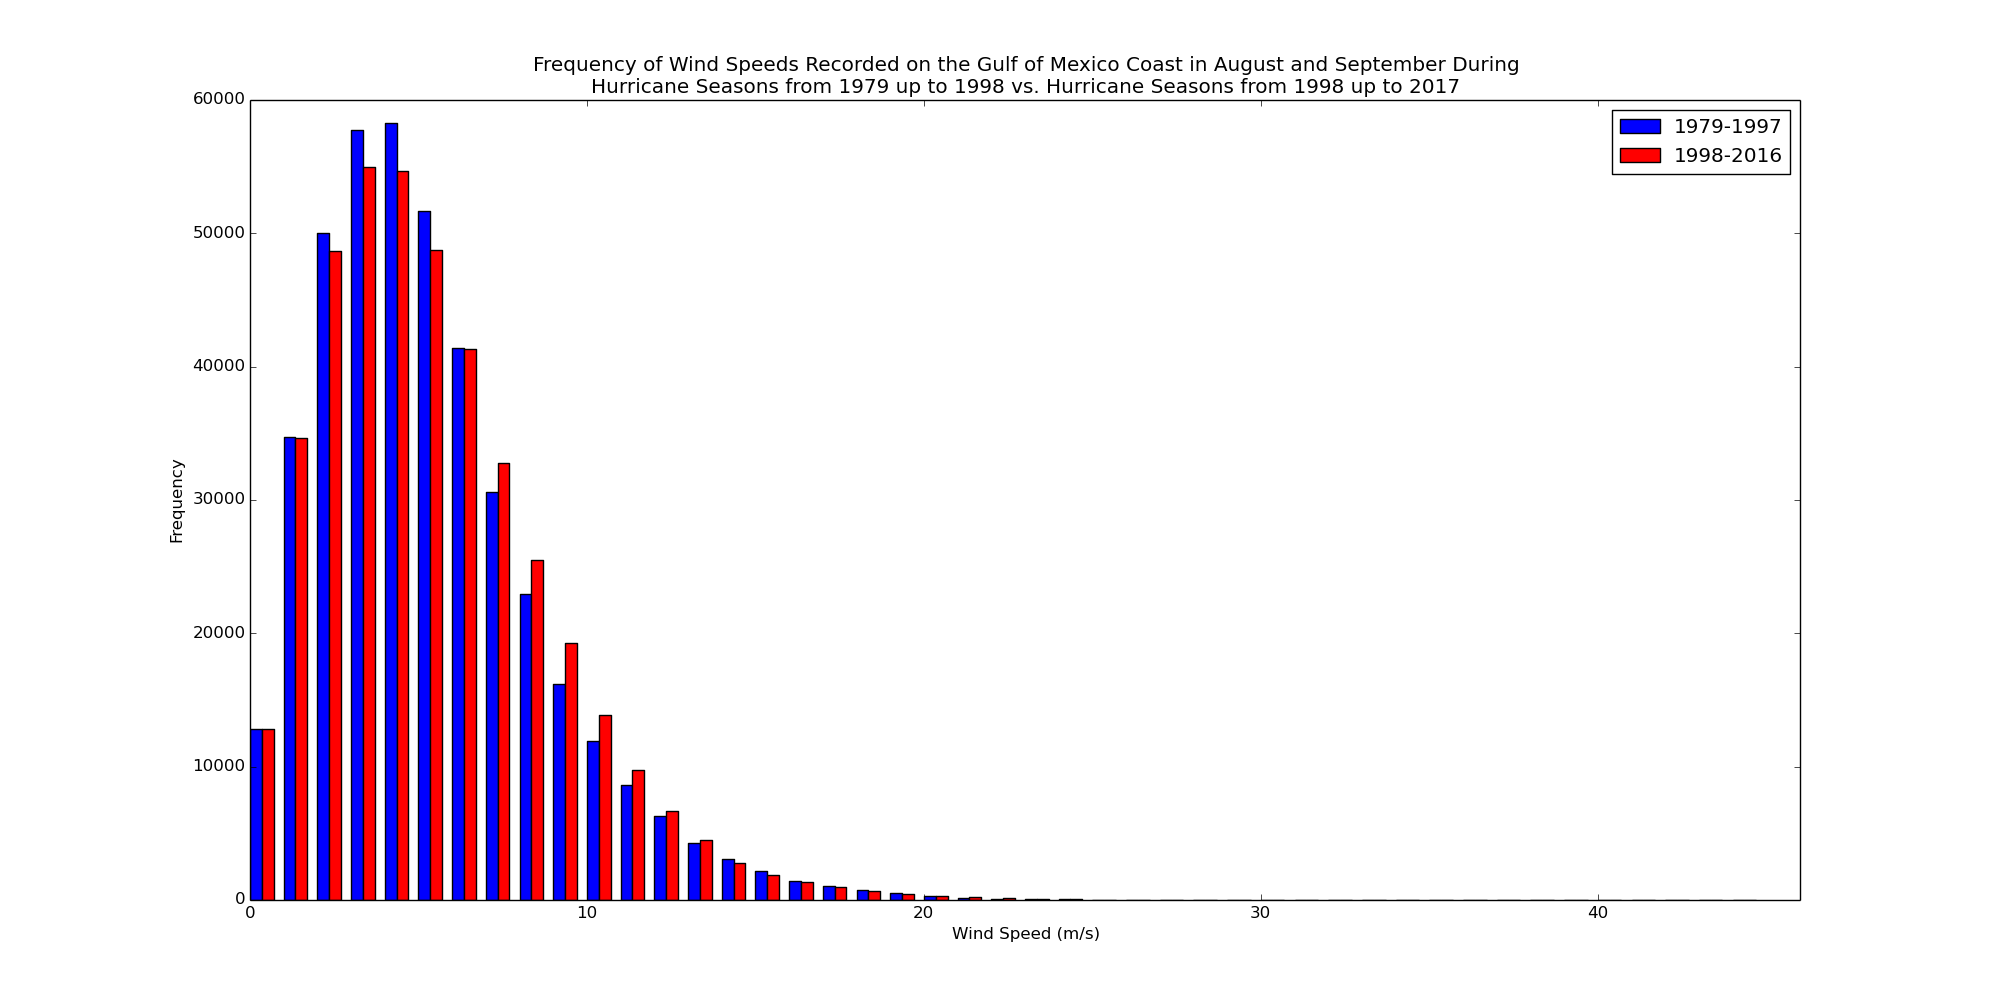 Frequency of Wind Speeds Recorded on the Gulf of Mexico Coast in August and September During
Hurricane Seasons from 1979 up to 1998 vs. Hurricane Seasons from 1998 up to 2017
60000
50000
40000
30000
20000
10000
0
Frequency
1979-1997
1998-2016
0 10 20 30 40
Wind Speed (m/s)